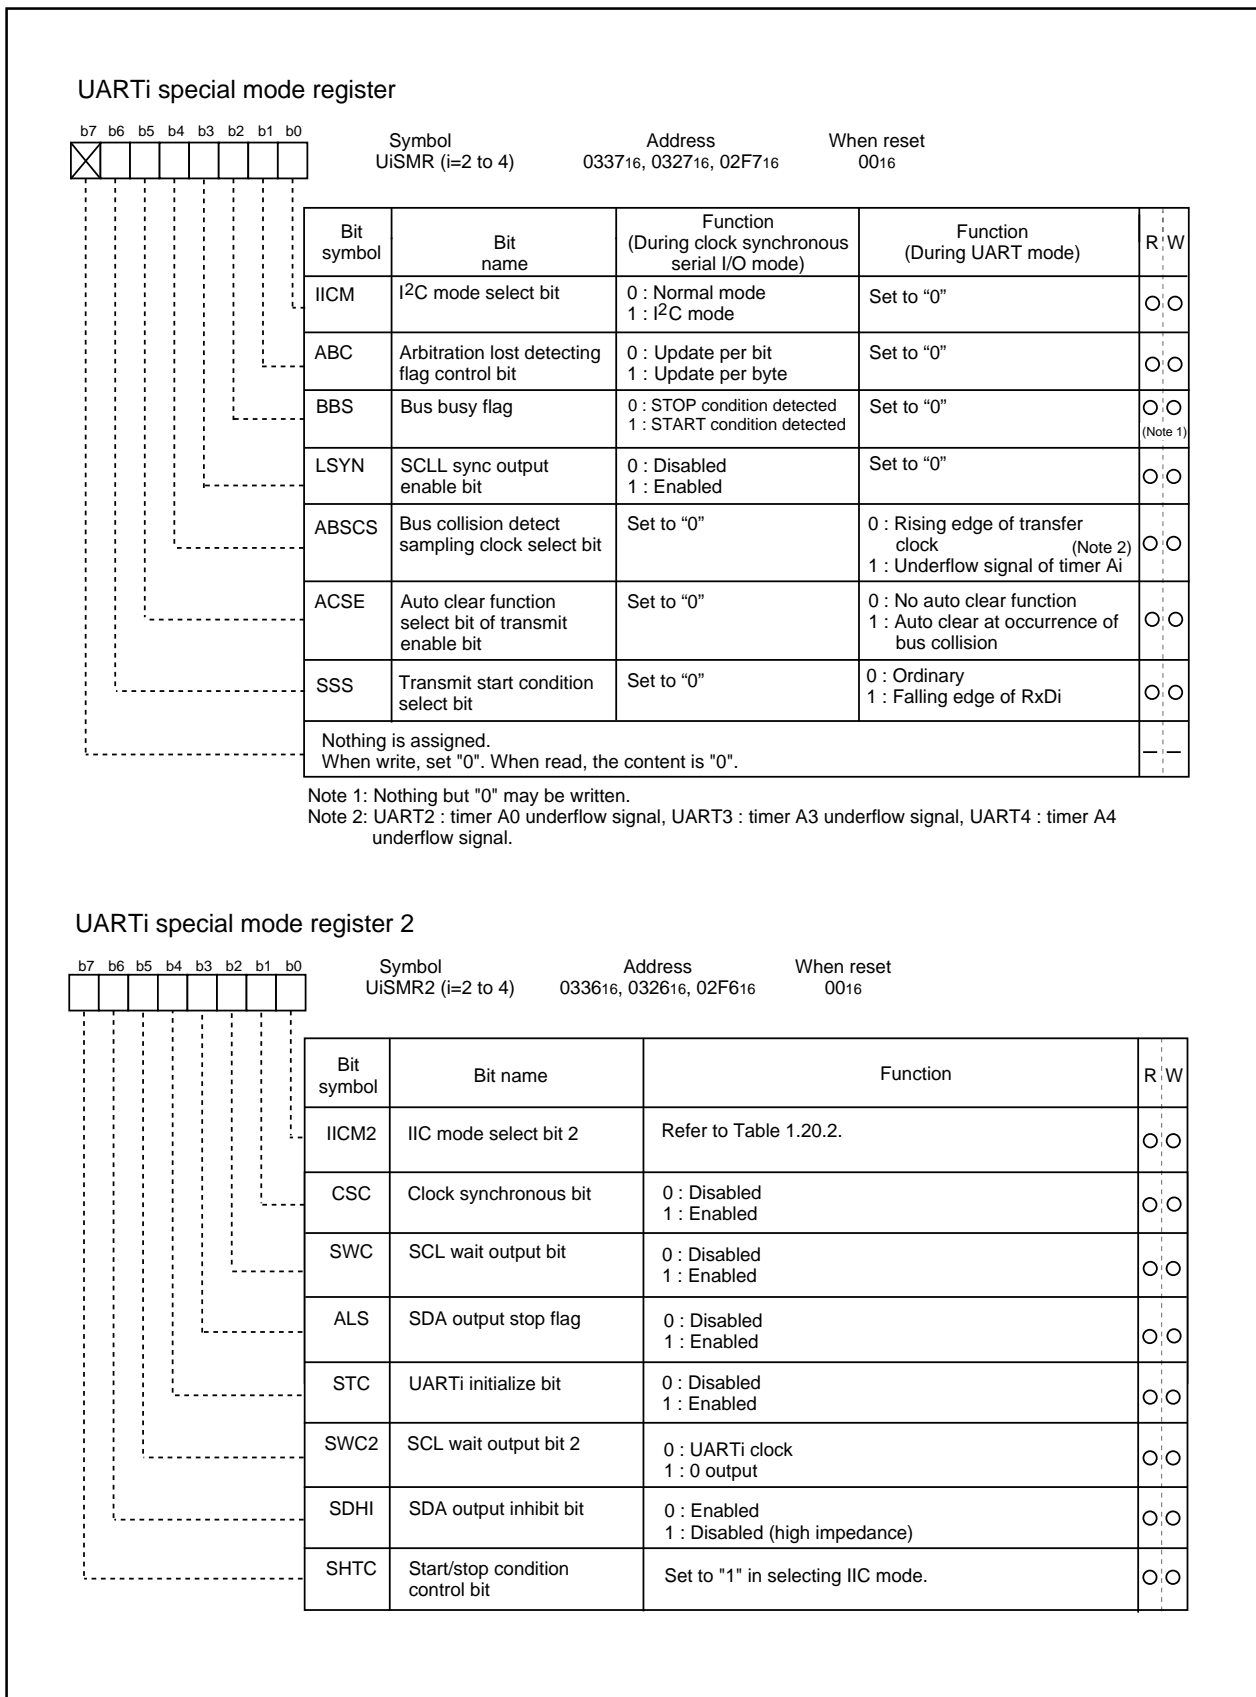 UARTi special mode register
b7 b6 b5 b4 b3 b2 b1 b0
Symbol Address When reset
UiSMR (i=2 to 4) 033716, 032716, 02F716 0016
Bit symbol Bit name Function (During clock synchronous serial I/O mode) Function (During UART mode) R W
IICM I2C mode select bit 0 : Normal mode Set to “0”
1 : I2C mode
ABC Arbitration lost detecting 0 : Update per bit Set to “0”
flag control bit 1 : Update per byte
BBS Bus busy flag 0 : STOP condition detected Set to “0”
1 : START condition detected (Note 1)
LSYN SCLL sync output 0 : Disabled Set to “0”
enable bit 1 : Enabled
ABSCS Bus collision detect Set to “0” 0 : Rising edge of transfer
sampling clock select bit clock (Note 2)
1 : Underflow signal of timer Ai
ACSE Auto clear function Set to “0” 0 : No auto clear function
select bit of transmit 1 : Auto clear at occurrence of
enable bit bus collision
SSS Transmit start condition Set to “0” 0 : Ordinary
select bit 1 : Falling edge of RxDi
Nothing is assigned.
When write, set "0". When read, the content is "0". – –
Note 1: Nothing but "0" may be written.
Note 2: UART2 : timer A0 underflow signal, UART3 : timer A3 underflow signal, UART4 : timer A4
underflow signal.
UARTi special mode register 2
b7 b6 b5 b4 b3 b2 b1 b0
Symbol Address When reset
UiSMR2 (i=2 to 4) 033616, 032616, 02F616 0016
Bit symbol Bit name Function R W
IICM2 IIC mode select bit 2 Refer to Table 1.20.2.
CSC Clock synchronous bit 0 : Disabled
1 : Enabled
SWC SCL wait output bit 0 : Disabled
1 : Enabled
ALS SDA output stop flag 0 : Disabled
1 : Enabled
STC UARTi initialize bit 0 : Disabled
1 : Enabled
SWC2 SCL wait output bit 2 0 : UARTi clock
1 : 0 output
SDHI SDA output inhibit bit 0 : Enabled
1 : Disabled (high impedance)
SHTC Start/stop condition Set to "1" in selecting IIC mode.
control bit